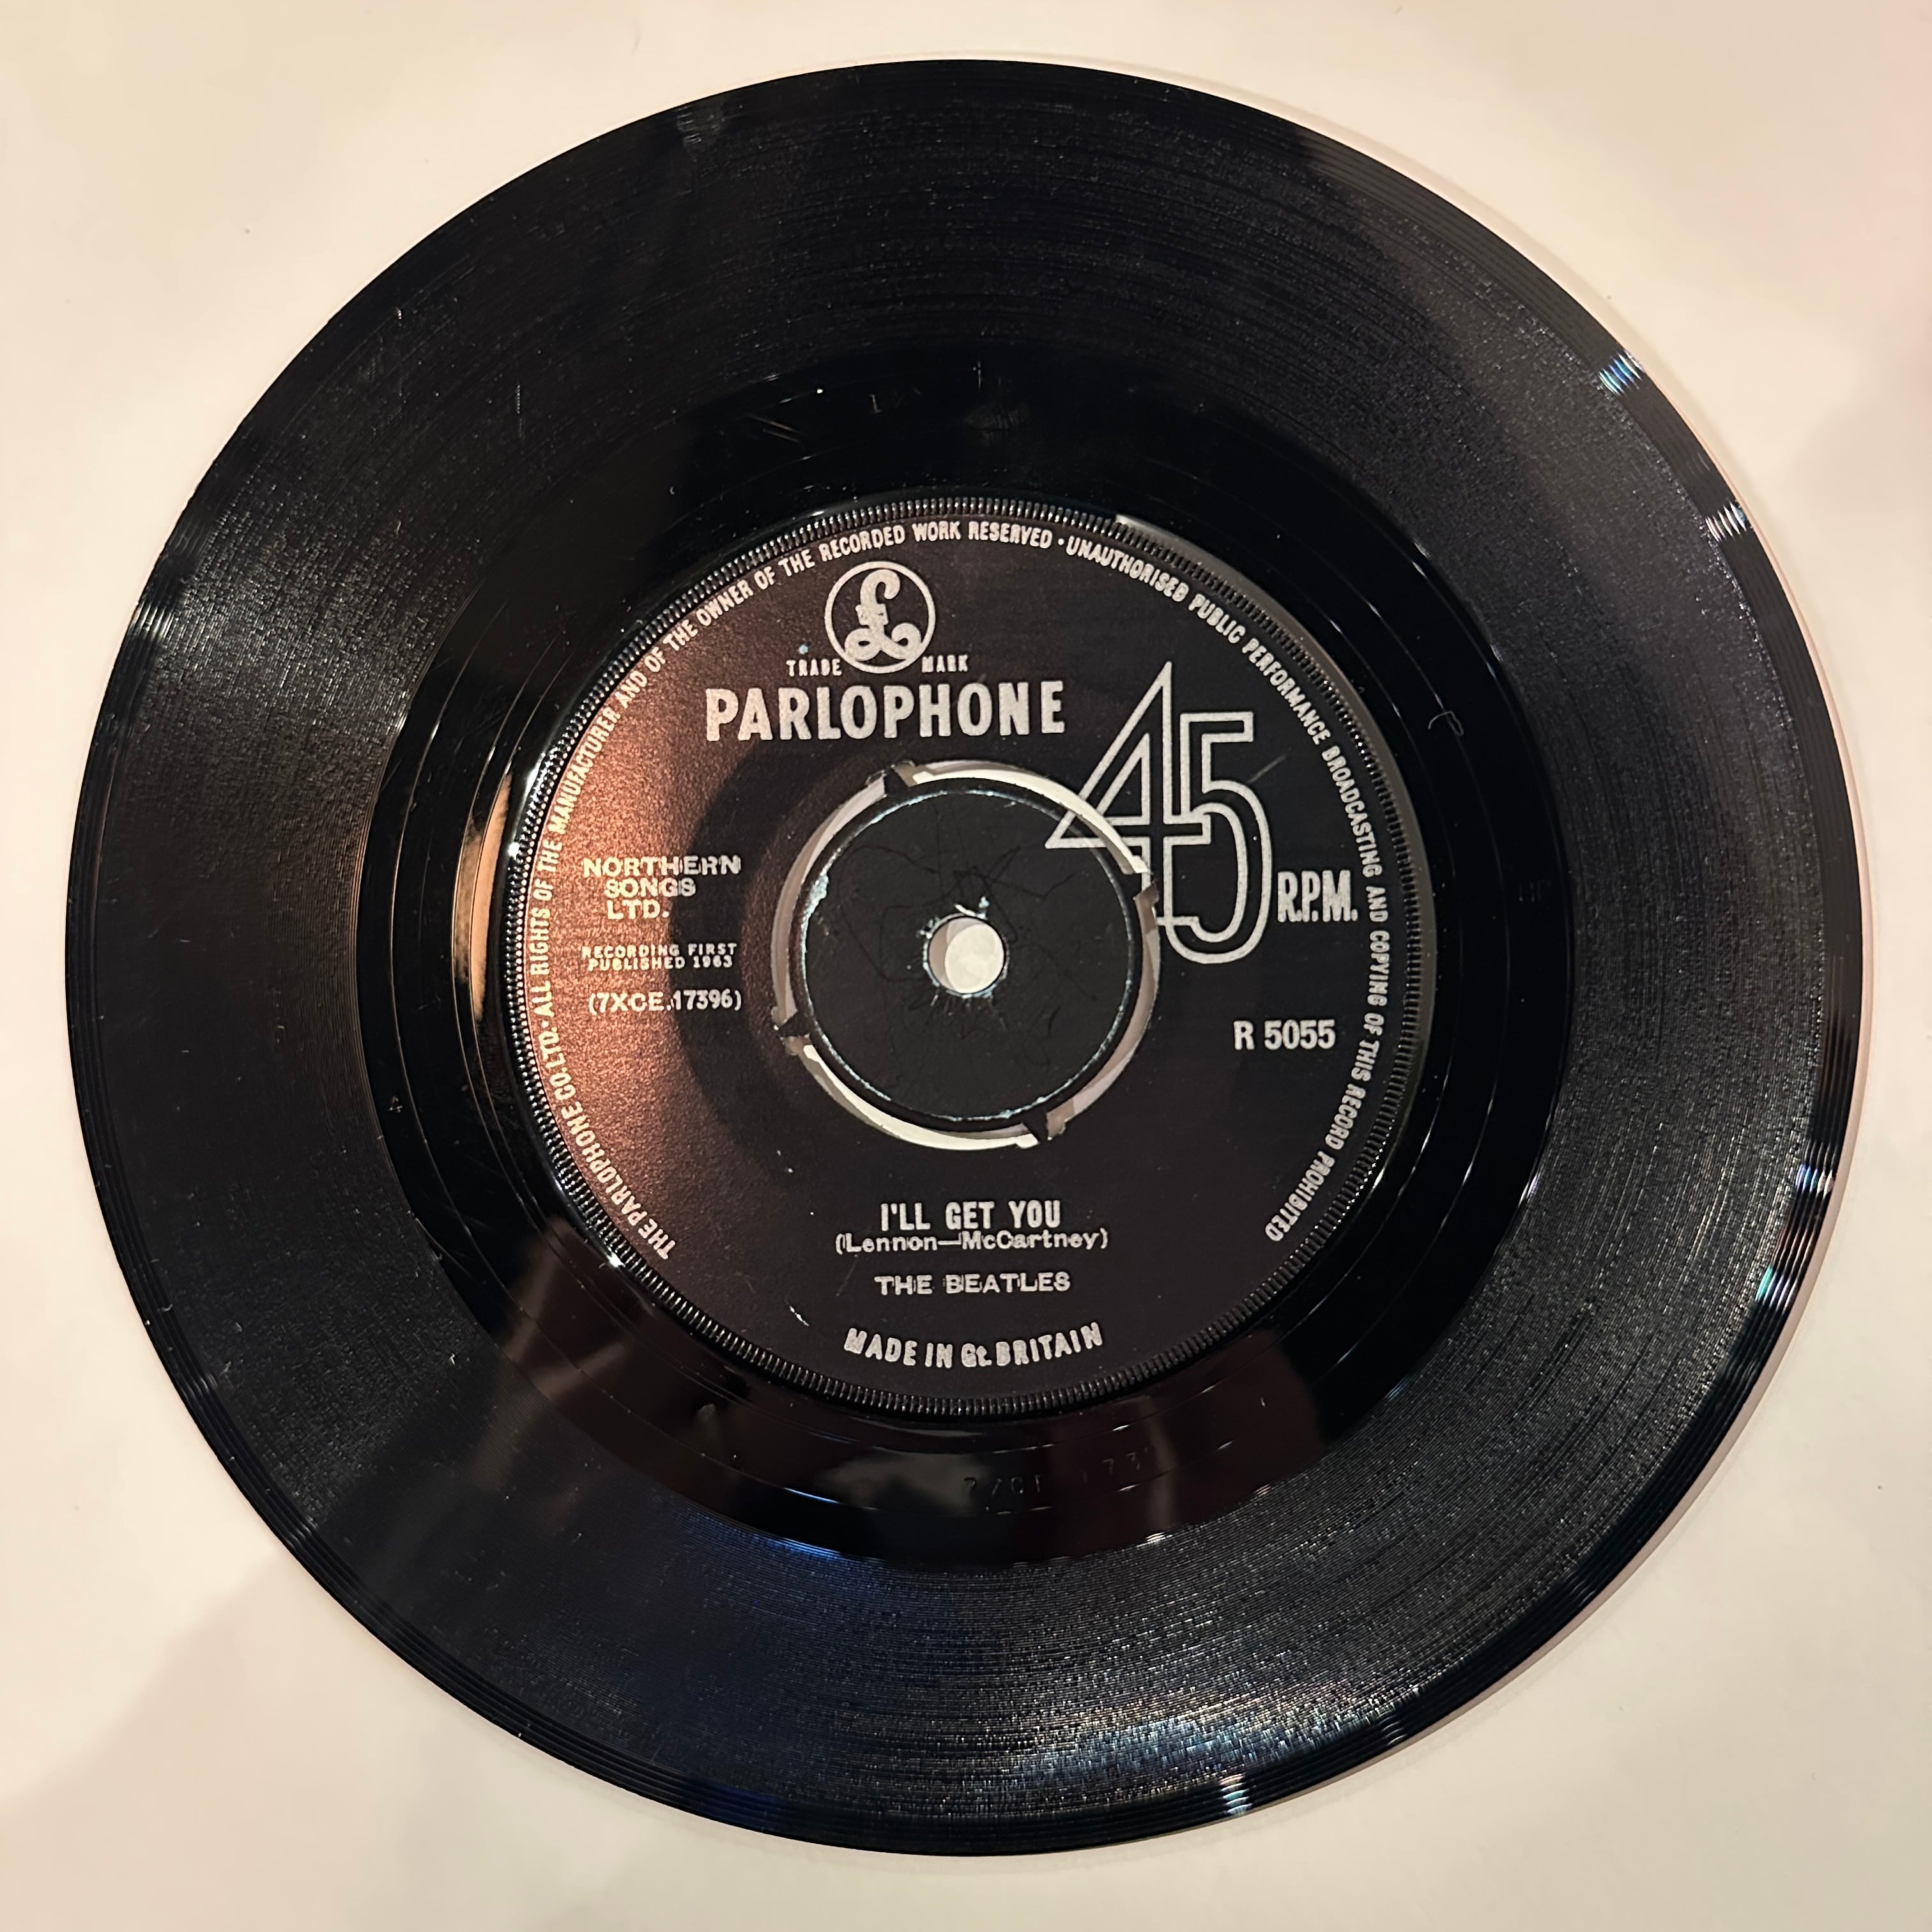 THE PARLOPHONE CO. LTD. · ALL RIGHTS OF THE MANUFACTURER AND OF THE OWNER OF THE RECORDED WORK RESERVED · UNAUTHORISED PUBLIC PERFORMANCE BROADCASTING AND COPYING OF THIS RECORD PROHIBITED
£
TRADE MARK
PARLOPHONE
45 R.P.M.
NORTHERN
SONGS
LTD.
RECORDING FIRST
PUBLISHED 1963
(7XCE.17396)
R 5055
I'LL GET YOU
(Lennon—McCartney)
THE BEATLES
MADE IN Gt. BRITAIN